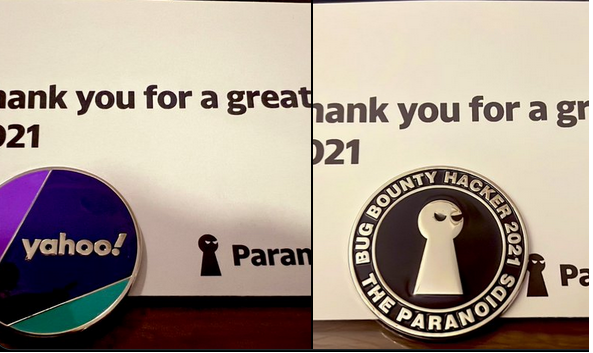 hank you for a great
021
yahoo!
Paran
hank you for a gr
021
BUG BOUNTY HACKER 2021
THE PARANOIDS
Pa